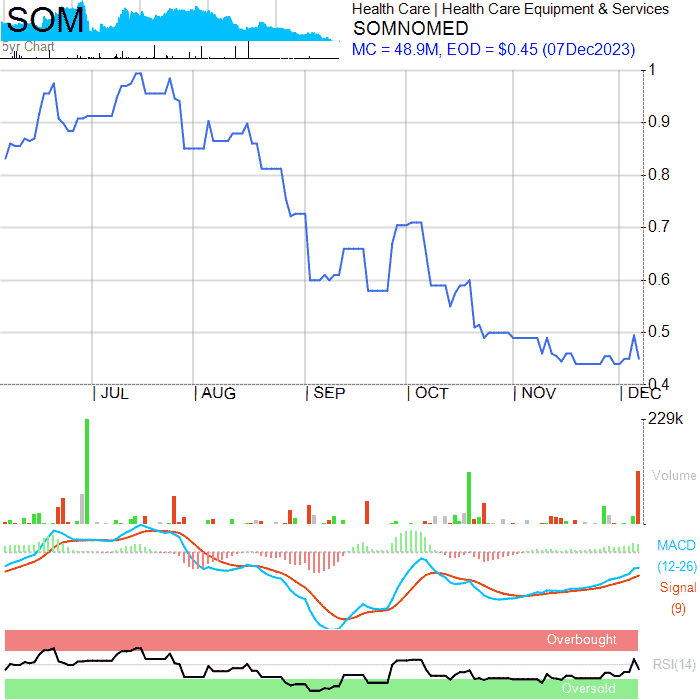 SOM
5yr Chart
Health Care | Health Care Equipment & Services
SOMNOMED
MC = 48.9M, EOD = $0.45 (07Dec2023)
1
0.9
0.8
0.7
0.6
0.5
0.4
JUL AUG SEP OCT NOV DEC
229k
Volume
MACD
(12-26)
Signal
(9)
Overbought
RSI(14)
Oversold